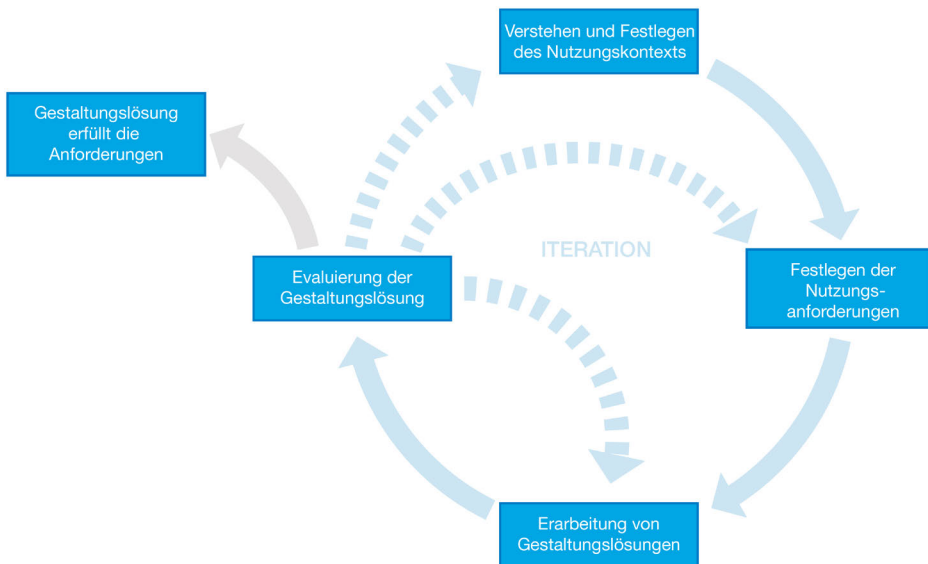 Verstehen und Festlegen
des Nutzungskontexts
Gestaltungslösung
erfüllt die
Anforderungen
ITERATION
Evaluierung der
Gestaltungslösung
Festlegen der
Nutzungs-
anforderungen
Erarbeitung von
Gestaltungslösungen